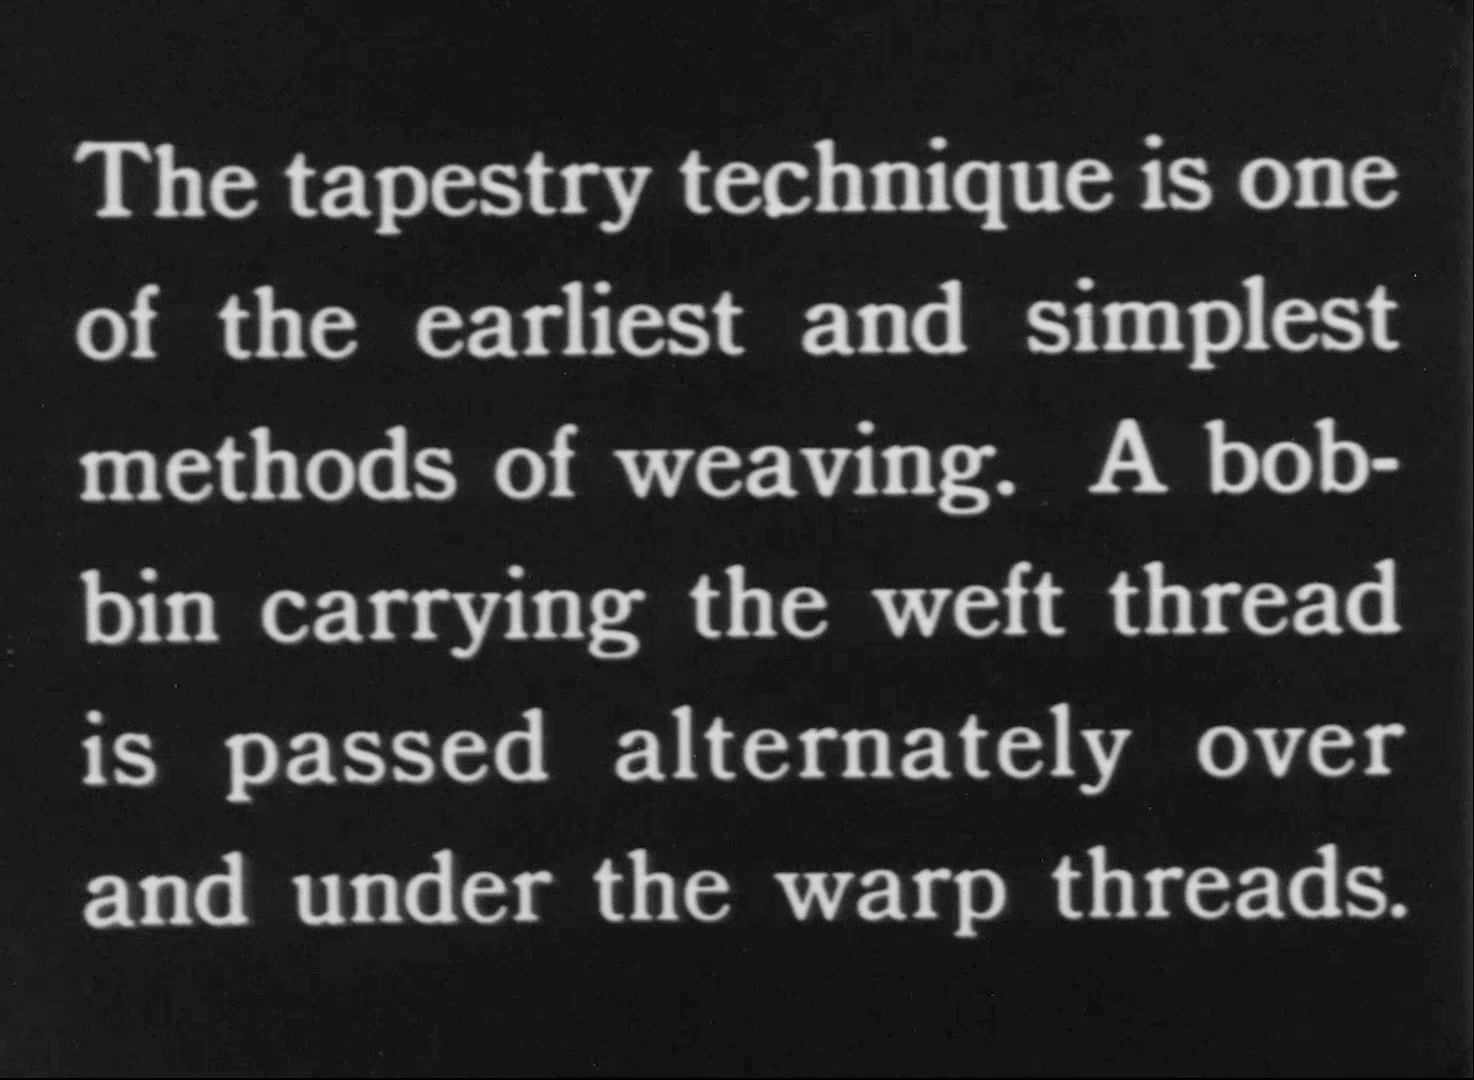 The tapestry technique is one
of the earliest and simplest
methods of weaving. A bob-
bin carrying the weft thread
is passed alternately over
and under the warp threads.